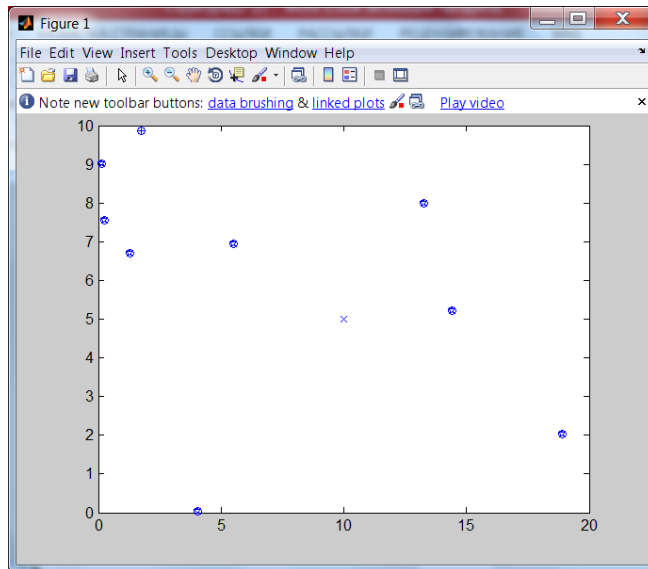 Figure 1
File Edit View Insert Tools Desktop Window Help
Note new toolbar buttons: data brushing & linked plots Play video
10
9
8
7
6
5
4
3
2
1
0
0 5 10 15 20